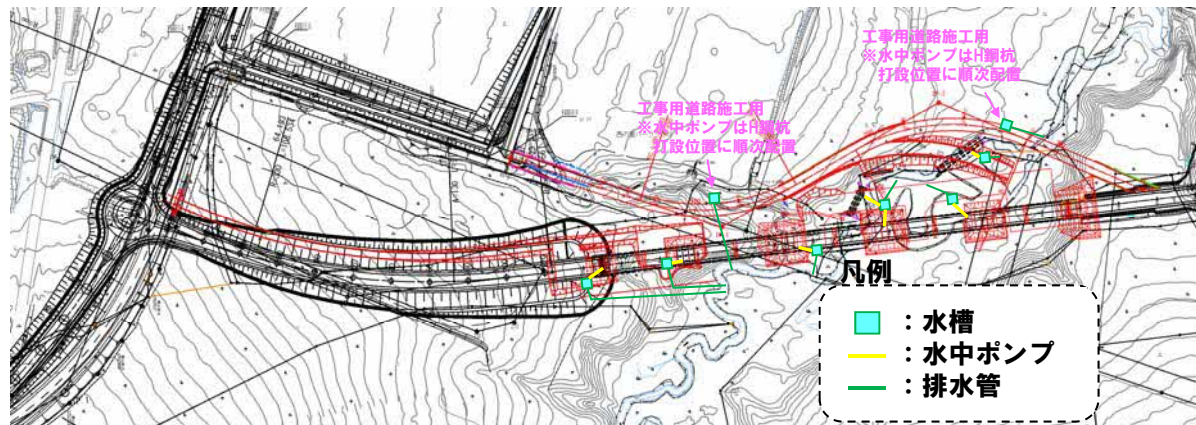 工事用道路施工用
※水中ポンプはH鋼杭
打設位置に順次配置
工事用道路施工用
※水中ポンプはH鋼杭
打設位置に順次配置
凡例
：水槽
：水中ポンプ
：排水管